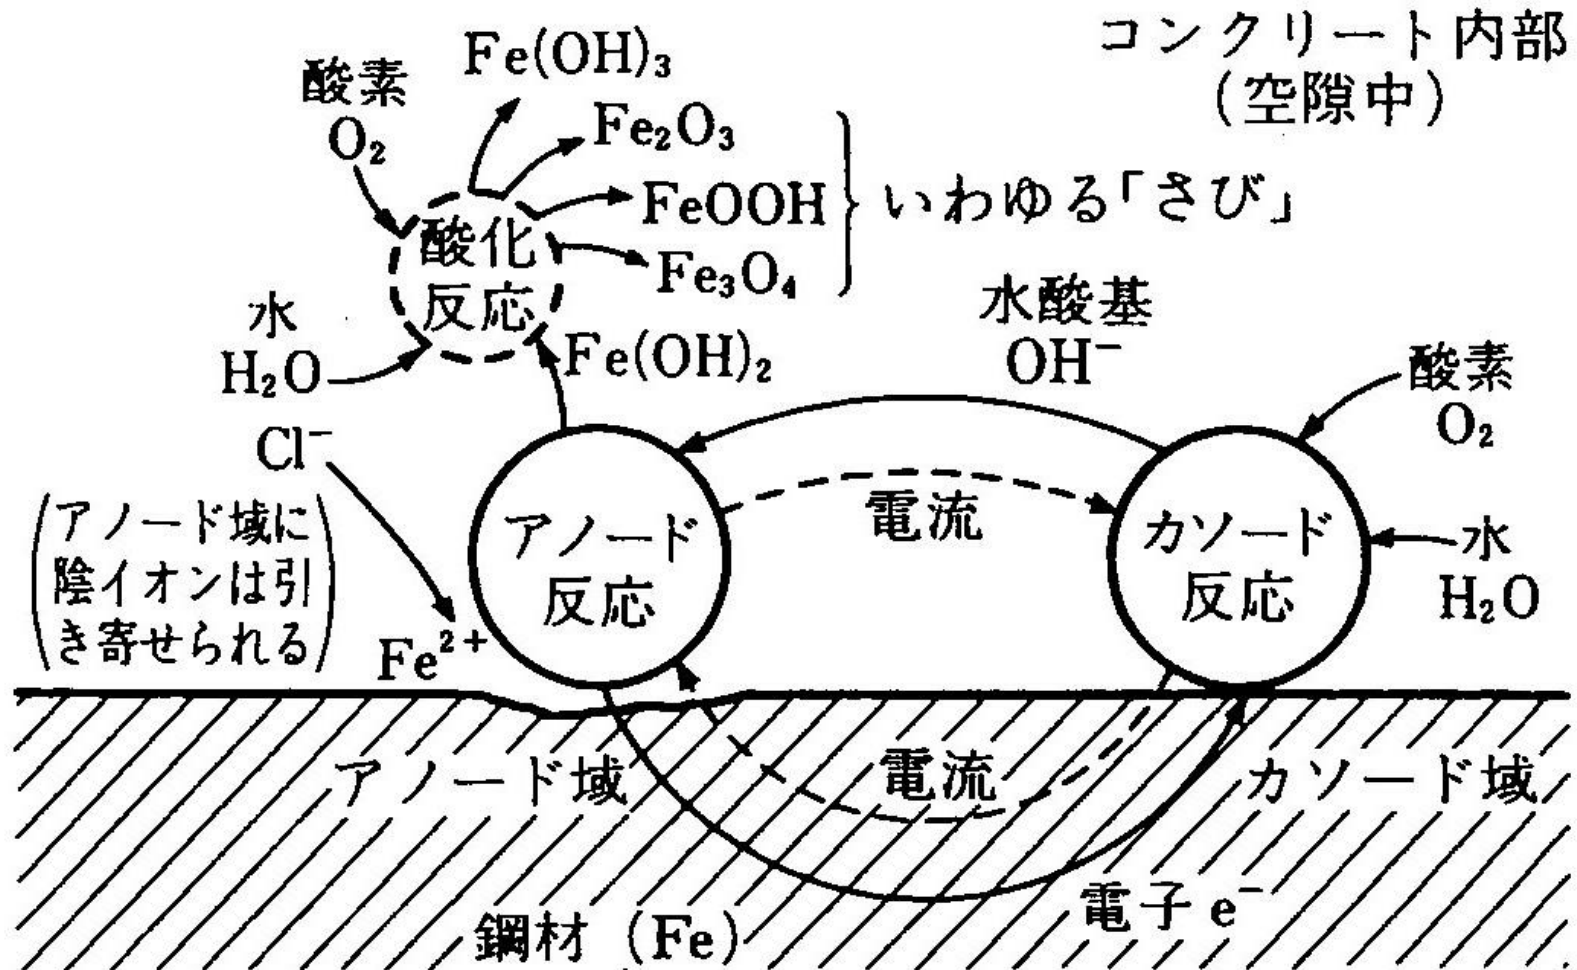 コンクリート内部
(空隙中)
酸素
O₂
Fe(OH)₃
Fe₂O₃
FeOOH
Fe₃O₄
いわゆる「さび」
酸化
反応
水
H₂O
Fe(OH)₂
水酸基
OH⁻
酸素
O₂
Cl⁻
(アノード域に
陰イオンは引
き寄せられる)
Fe²⁺
アノード
反応
電流
カソード
反応
水
H₂O
アノード域
電流
カソード域
電子 e⁻
鋼材 (Fe)